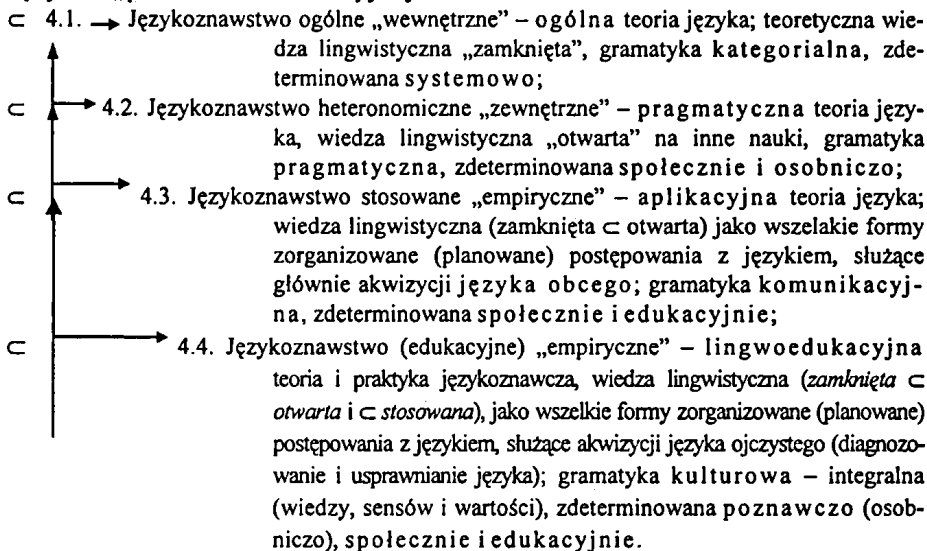 ⊂ 4.1. → Językoznawstwo ogólne „wewnętrzne” – ogólna teoria języka; teoretyczna wie-
dza lingwistyczna „zamknięta”, gramatyka kategorialna, zde-
terminowana systemowo;
⊂ 4.2. Językoznawstwo heteronomiczne „zewnętrzne” – pragmatyczna teoria języ-
ka, wiedza lingwistyczna „otwarta” na inne nauki, gramatyka
pragmatyczna, zdeterminowana społecznie i osobniczo;
⊂ 4.3. Językoznawstwo stosowane „empiryczne” – aplikacyjna teoria języka;
wiedza lingwistyczna (zamknięta ⊂ otwarta) jako wszelakie formy
zorganizowane (planowane) postępowania z językiem, służące
głównie akwizycji języka obcego; gramatyka komunikacyj-
na, zdeterminowana społecznie i edukacyjnie;
⊂ 4.4. Językoznawstwo (edukacyjne) „empiryczne” – lingwoedukacyjna
teoria i praktyka językoznawcza, wiedza lingwistyczna (zamknięta ⊂
otwarta i ⊂ stosowana), jako wszelkie formy zorganizowane (planowane)
postępowania z językiem, służące akwizycji języka ojczystego (diagnozo-
wanie i usprawnianie języka); gramatyka kulturowa – integralna
(wiedzy, sensów i wartości), zdeterminowana poznawczo (osob-
niczo), społecznie i edukacyjnie.